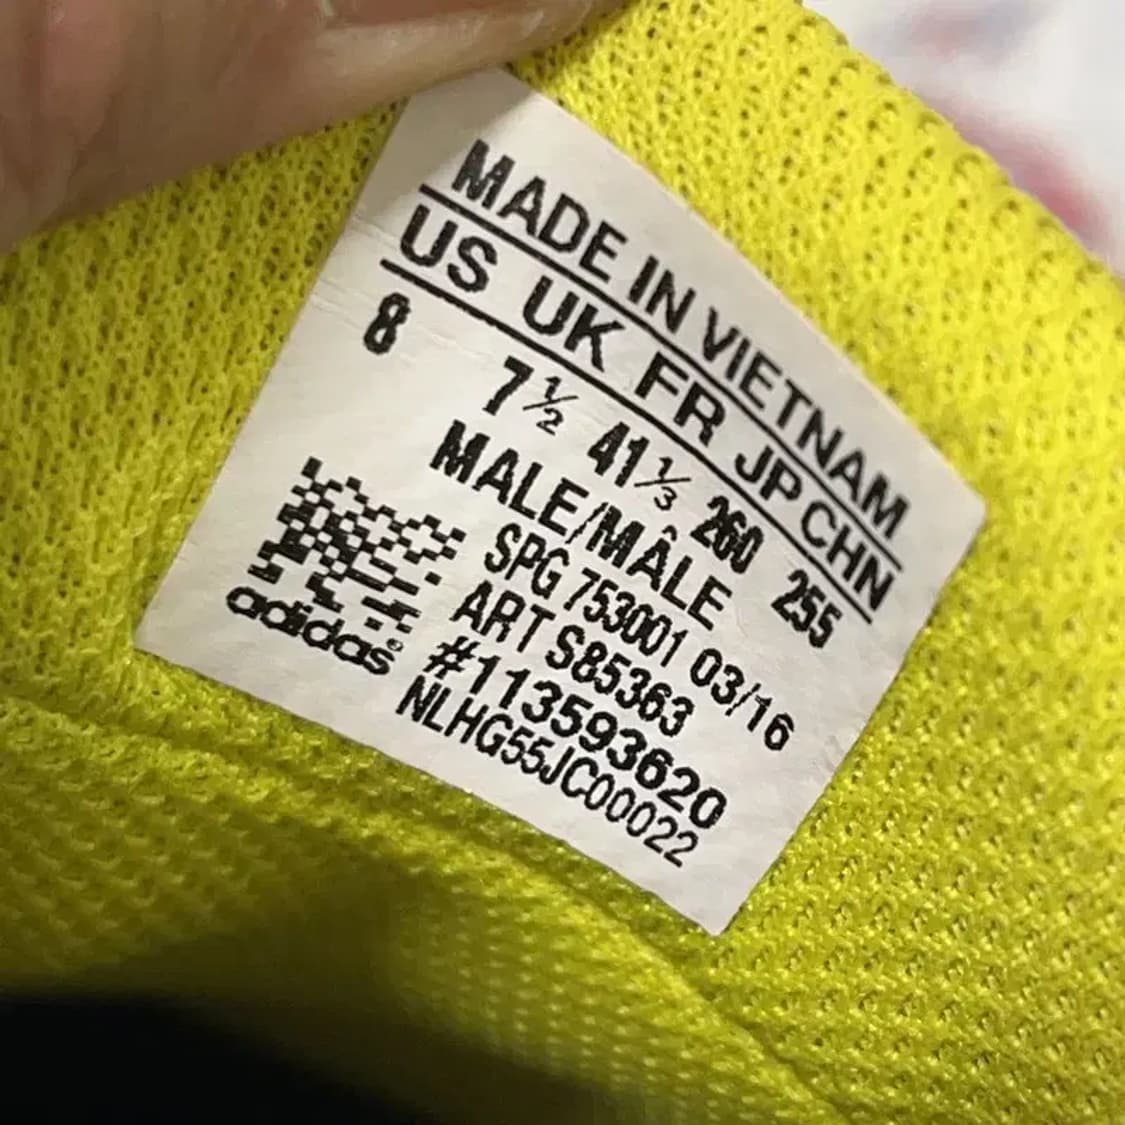 MADE IN VIETNAM
US UK FR JP CHN
8 7½ 41⅓ 260 255
MALE/MÂLE
SPG 753001 03/16
ART S85363
#113593620
NLHG55JC00022
adidas©